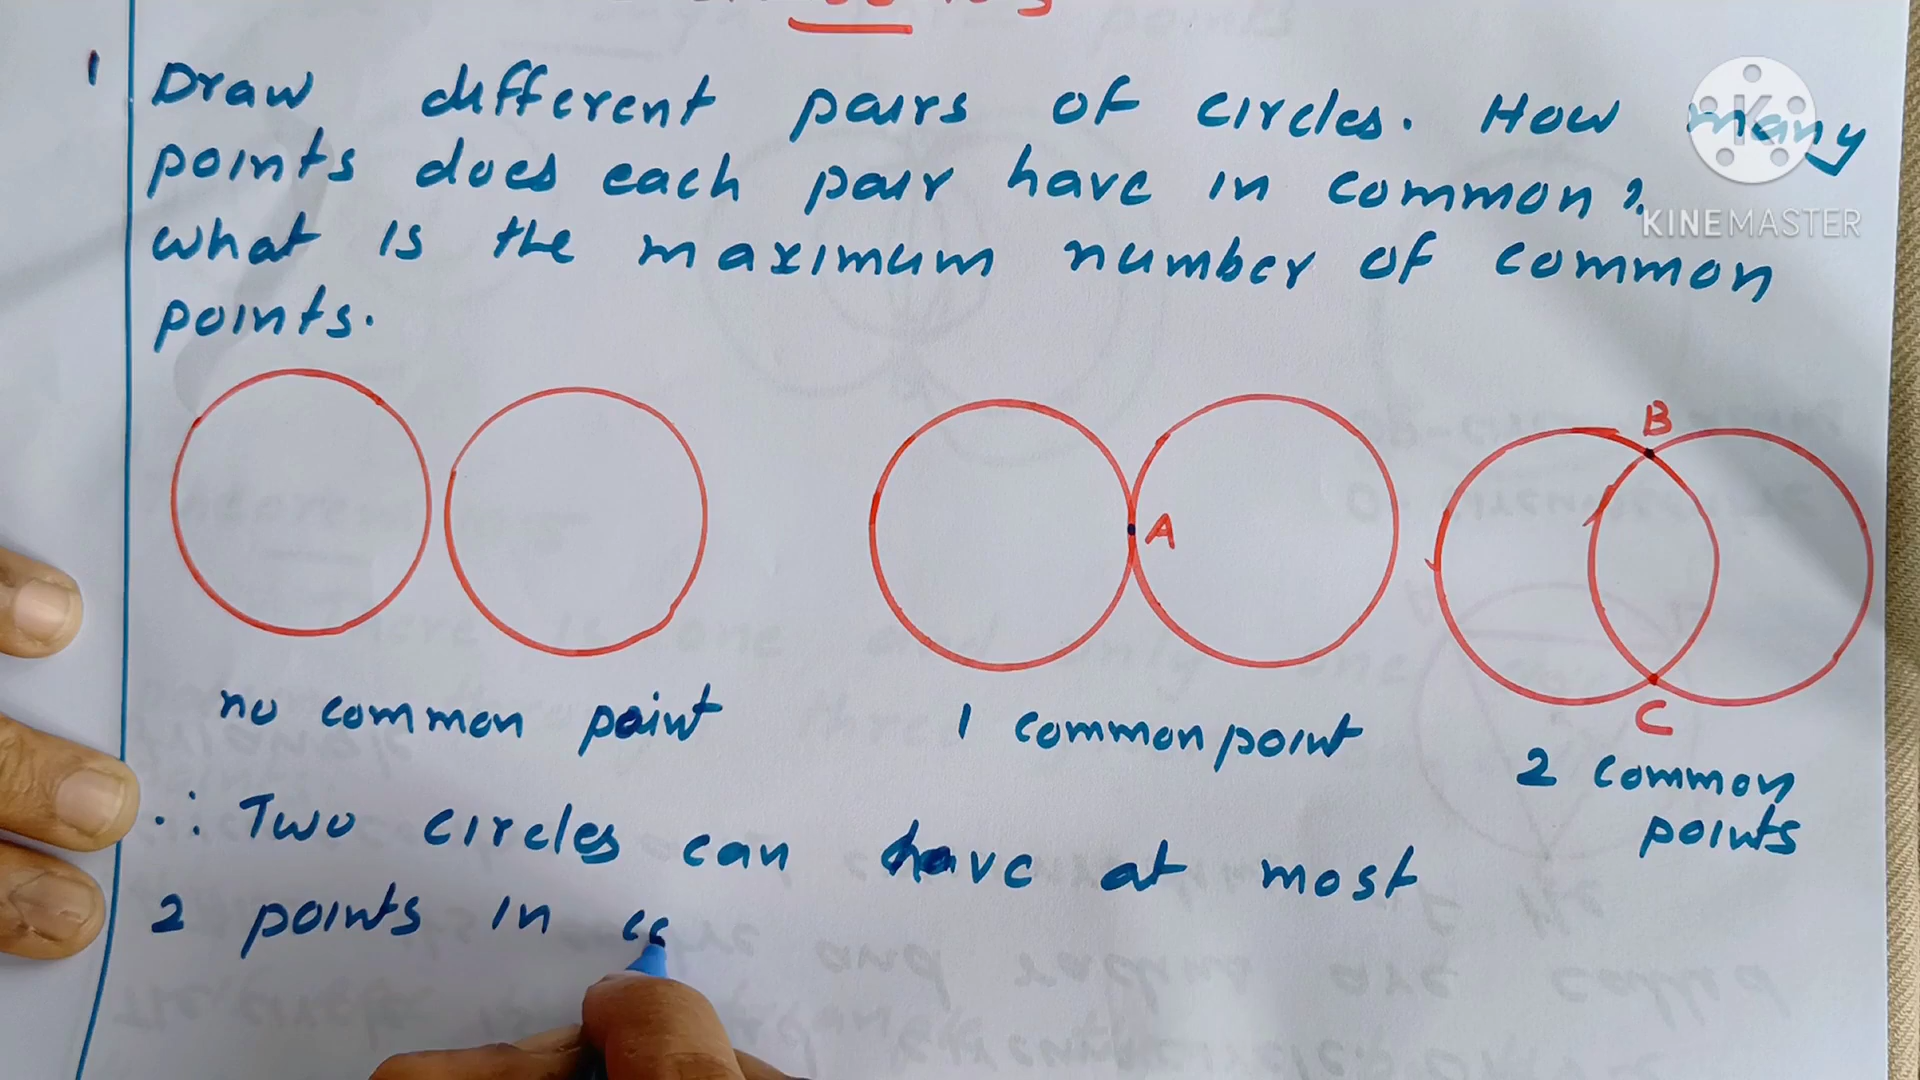 1 Draw different pairs of circles. How many
points does each pair have in common?
what is the maximum number of common
points.
KINEMASTER
B
A
C
no common point
1 common point
2 common
points
∴ Two circles can have at most
2 points in co